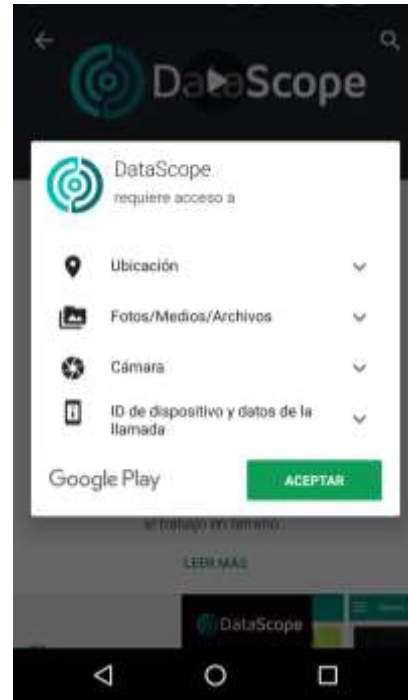 DataScope
DataScope
requiere acceso a
Ubicación
Fotos/Medios/Archivos
Cámara
ID de dispositivo y datos de la
llamada
Google Play
ACEPTAR
el trabajo en terreno
LEER MÁS
DataScope